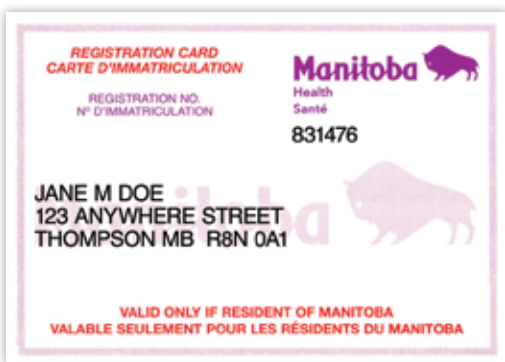 REGISTRATION CARD
CARTE D'IMMATRICULATION
REGISTRATION NO.
Nº D'IMMATRICULATION
Manitoba
Health
Santé
831476
JANE M DOE
123 ANYWHERE STREET
THOMPSON MB R8N 0A1
Manitoba
VALID ONLY IF RESIDENT OF MANITOBA
VALABLE SEULEMENT POUR LES RÉSIDENTS DU MANITOBA